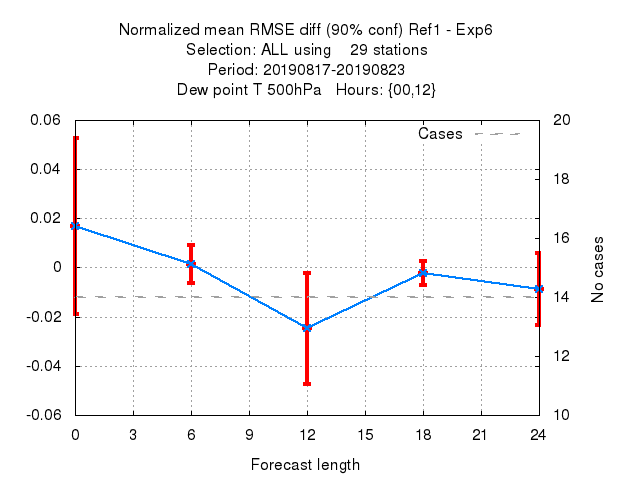 Normalized mean RMSE diff (90% conf) Ref1 - Exp6
Selection: ALL using    29 stations
Period: 20190817-20190823
Dew point T 500hPa   Hours: {00,12}
Cases
0.06
0.04
0.02
0
-0.02
-0.04
-0.06
20
18
16
14
12
10
No cases
0 3 6 9 12 15 18 21 24
Forecast length